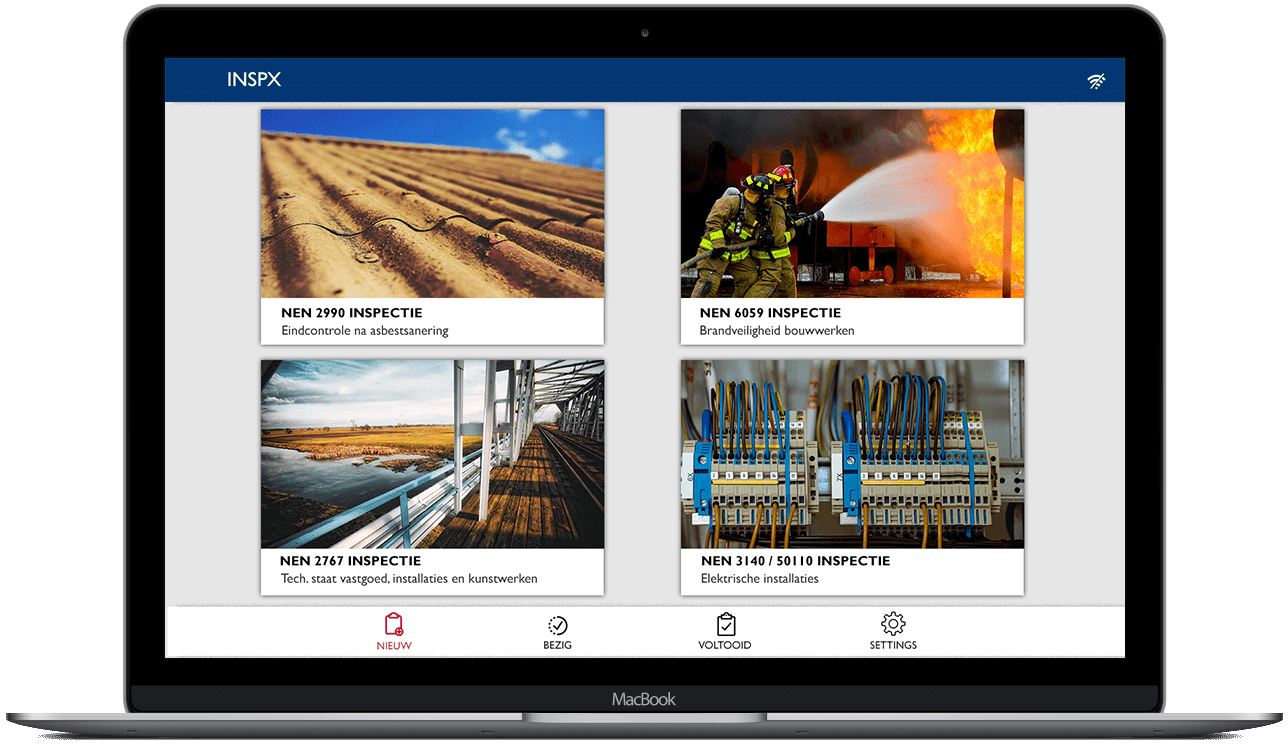 INSPX
NEN 2990 INSPECTIE
Eindcontrole na asbestsanering
NEN 6059 INSPECTIE
Brandveiligheid bouwwerken
NEN 2767 INSPECTIE
Tech. staat vastgoed, installaties en kunstwerken
NEN 3140 / 50110 INSPECTIE
Elektrische installaties
NIEUW
BEZIG
VOLTOOID
SETTINGS
MacBook